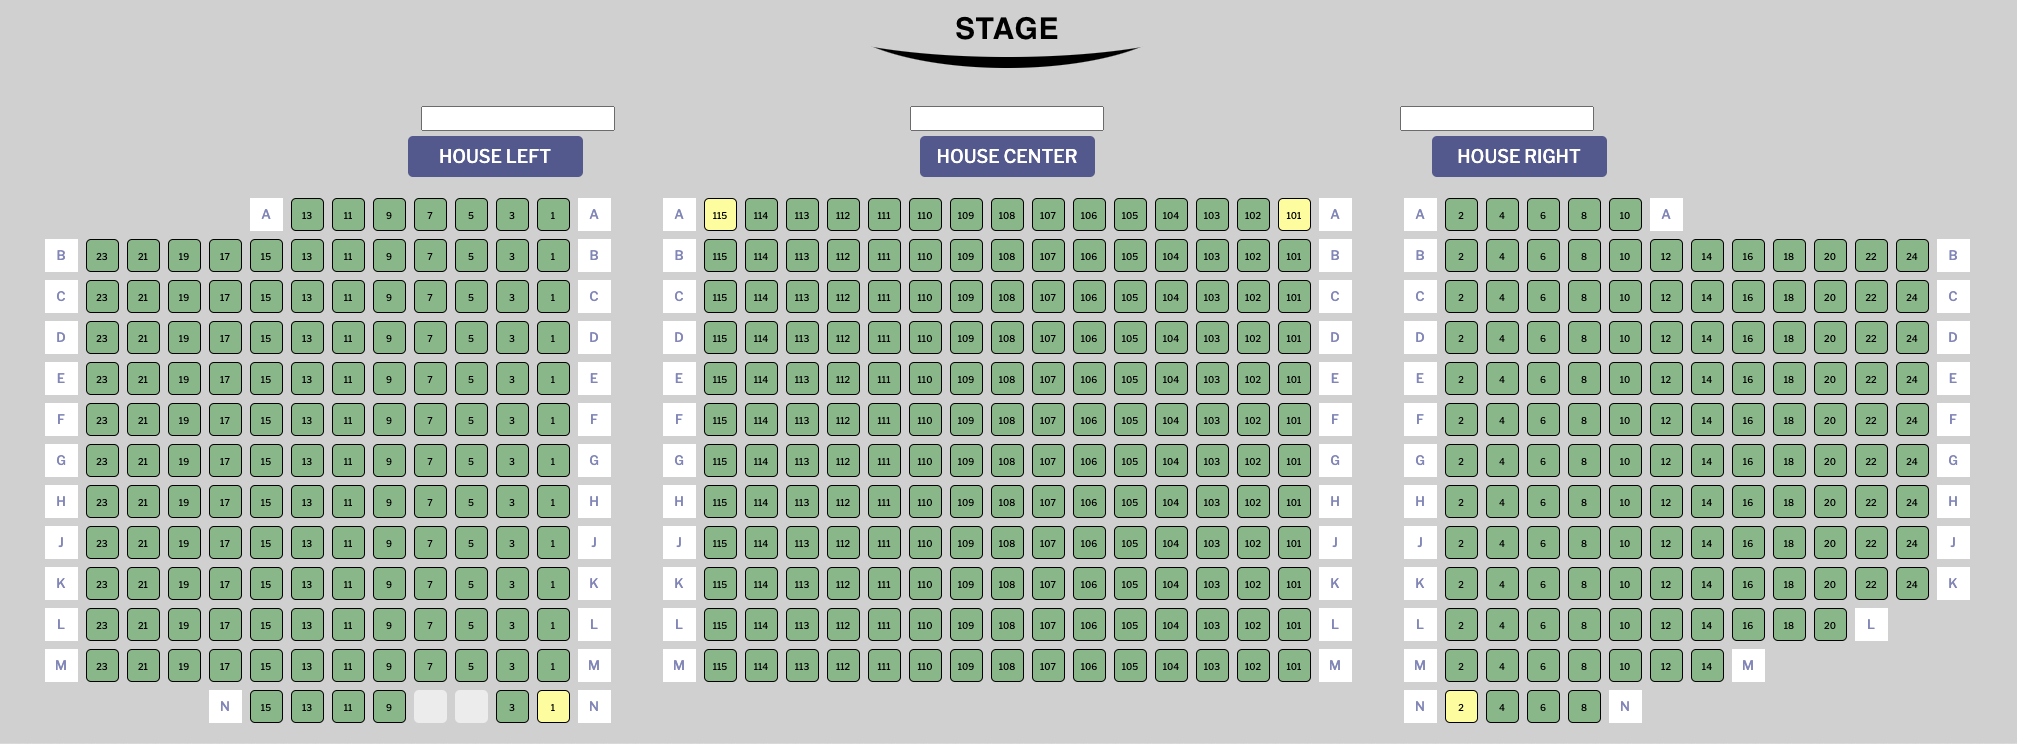 STAGE
HOUSE LEFT HOUSE CENTER HOUSE RIGHT
A 13 11 9 7 5 3 1 A A 115 114 113 112 111 110 109 108 107 106 105 104 103 102 101 A A 2 4 6 8 10 A
B 23 21 19 17 15 13 11 9 7 5 3 1 B B 115 114 113 112 111 110 109 108 107 106 105 104 103 102 101 B B 2 4 6 8 10 12 14 16 18 20 22 24 B
C 23 21 19 17 15 13 11 9 7 5 3 1 C C 115 114 113 112 111 110 109 108 107 106 105 104 103 102 101 C C 2 4 6 8 10 12 14 16 18 20 22 24 C
D 23 21 19 17 15 13 11 9 7 5 3 1 D D 115 114 113 112 111 110 109 108 107 106 105 104 103 102 101 D D 2 4 6 8 10 12 14 16 18 20 22 24 D
E 23 21 19 17 15 13 11 9 7 5 3 1 E E 115 114 113 112 111 110 109 108 107 106 105 104 103 102 101 E E 2 4 6 8 10 12 14 16 18 20 22 24 E
F 23 21 19 17 15 13 11 9 7 5 3 1 F F 115 114 113 112 111 110 109 108 107 106 105 104 103 102 101 F F 2 4 6 8 10 12 14 16 18 20 22 24 F
G 23 21 19 17 15 13 11 9 7 5 3 1 G G 115 114 113 112 111 110 109 108 107 106 105 104 103 102 101 G G 2 4 6 8 10 12 14 16 18 20 22 24 G
H 23 21 19 17 15 13 11 9 7 5 3 1 H H 115 114 113 112 111 110 109 108 107 106 105 104 103 102 101 H H 2 4 6 8 10 12 14 16 18 20 22 24 H
J 23 21 19 17 15 13 11 9 7 5 3 1 J J 115 114 113 112 111 110 109 108 107 106 105 104 103 102 101 J J 2 4 6 8 10 12 14 16 18 20 22 24 J
K 23 21 19 17 15 13 11 9 7 5 3 1 K K 115 114 113 112 111 110 109 108 107 106 105 104 103 102 101 K K 2 4 6 8 10 12 14 16 18 20 22 24 K
L 23 21 19 17 15 13 11 9 7 5 3 1 L L 115 114 113 112 111 110 109 108 107 106 105 104 103 102 101 L L 2 4 6 8 10 12 14 16 18 20 L
M 23 21 19 17 15 13 11 9 7 5 3 1 M M 115 114 113 112 111 110 109 108 107 106 105 104 103 102 101 M M 2 4 6 8 10 12 14 M
N 15 13 11 9 3 1 N N 2 4 6 8 N